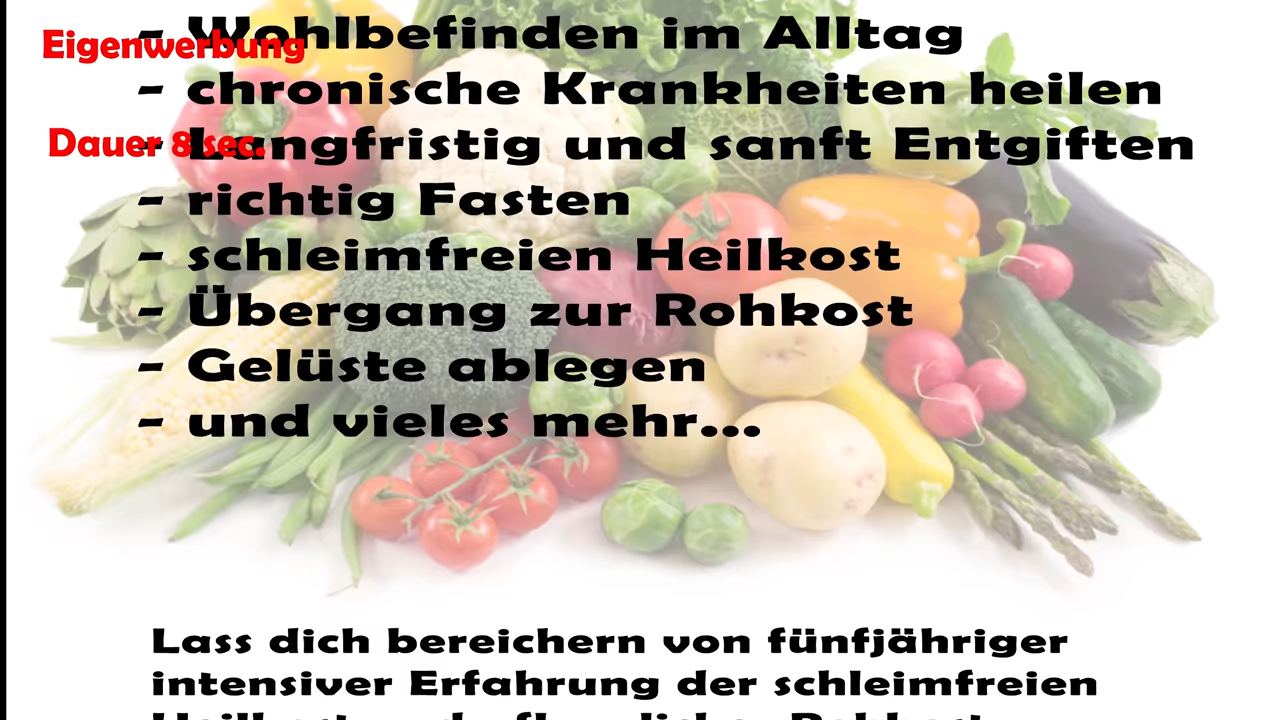 Eigenwerbung
Dauer 8 sec.
- Wohlbefinden im Alltag
- chronische Krankheiten heilen
- Langfristig und sanft Entgiften
- richtig Fasten
- schleimfreien Heilkost
- Übergang zur Rohkost
- Gelüste ablegen
- und vieles mehr...
Lass dich bereichern von fünfjähriger
intensiver Erfahrung der schleimfreien